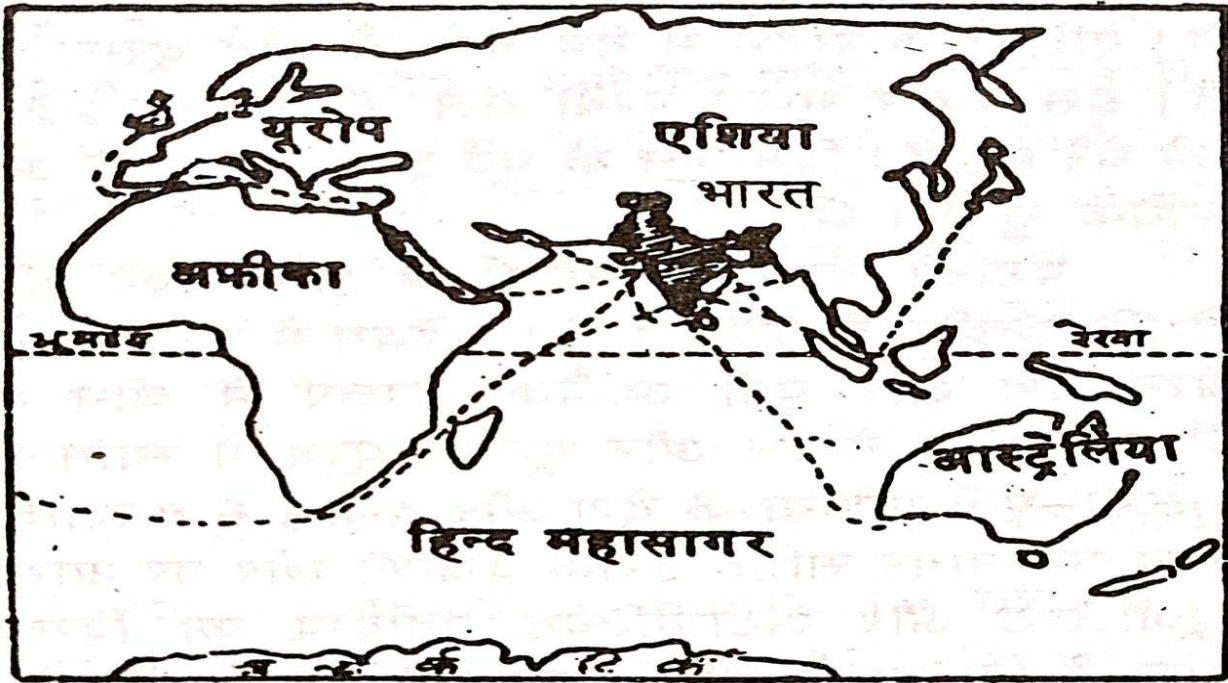 यूरोप
एशिया
भारत
अफ्रीका
रेखा
आस्ट्रेलिया
हिन्द महासागर